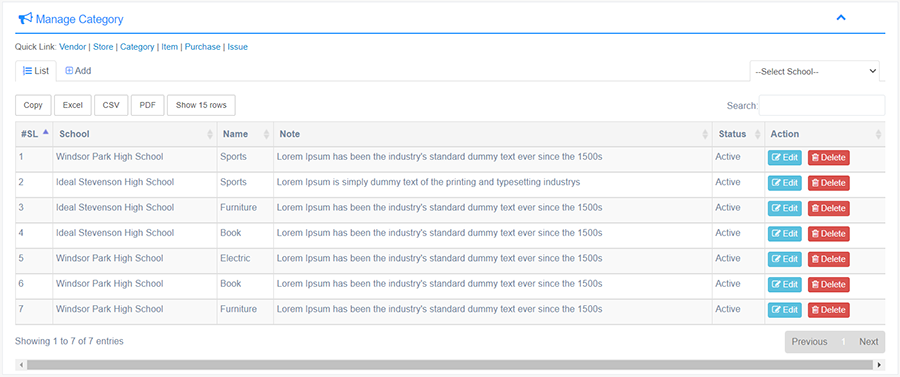 Manage Category
Quick Link: Vendor | Store | Category | Item | Purchase | Issue
List Add --Select School--
Copy Excel CSV PDF Show 15 rows Search:
#SL School Name Note Status Action
1 Windsor Park High School Sports Lorem Ipsum has been the industry's standard dummy text ever since the 1500s Active Edit Delete
2 Ideal Stevenson High School Sports Lorem Ipsum is simply dummy text of the printing and typesetting industrys Active Edit Delete
3 Ideal Stevenson High School Furniture Lorem Ipsum has been the industry's standard dummy text ever since the 1500s Active Edit Delete
4 Ideal Stevenson High School Book Lorem Ipsum has been the industry's standard dummy text ever since the 1500s Active Edit Delete
5 Windsor Park High School Electric Lorem Ipsum has been the industry's standard dummy text ever since the 1500s Active Edit Delete
6 Windsor Park High School Book Lorem Ipsum has been the industry's standard dummy text ever since the 1500s Active Edit Delete
7 Windsor Park High School Furniture Lorem Ipsum has been the industry's standard dummy text ever since the 1500s Active Edit Delete
Showing 1 to 7 of 7 entries Previous 1 Next